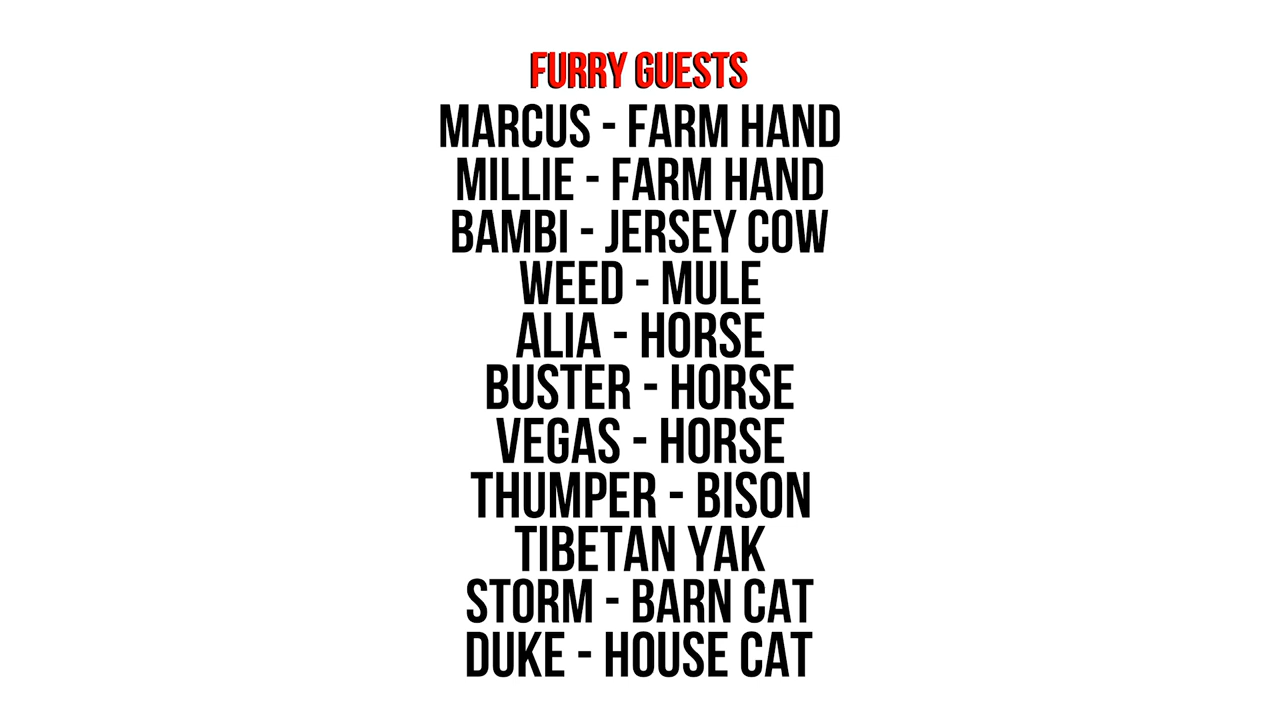 FURRY GUESTS
MARCUS - FARM HAND
MILLIE - FARM HAND
BAMBI - JERSEY COW
WEED - MULE
ALIA - HORSE
BUSTER - HORSE
VEGAS - HORSE
THUMPER - BISON
TIBETAN YAK
STORM - BARN CAT
DUKE - HOUSE CAT